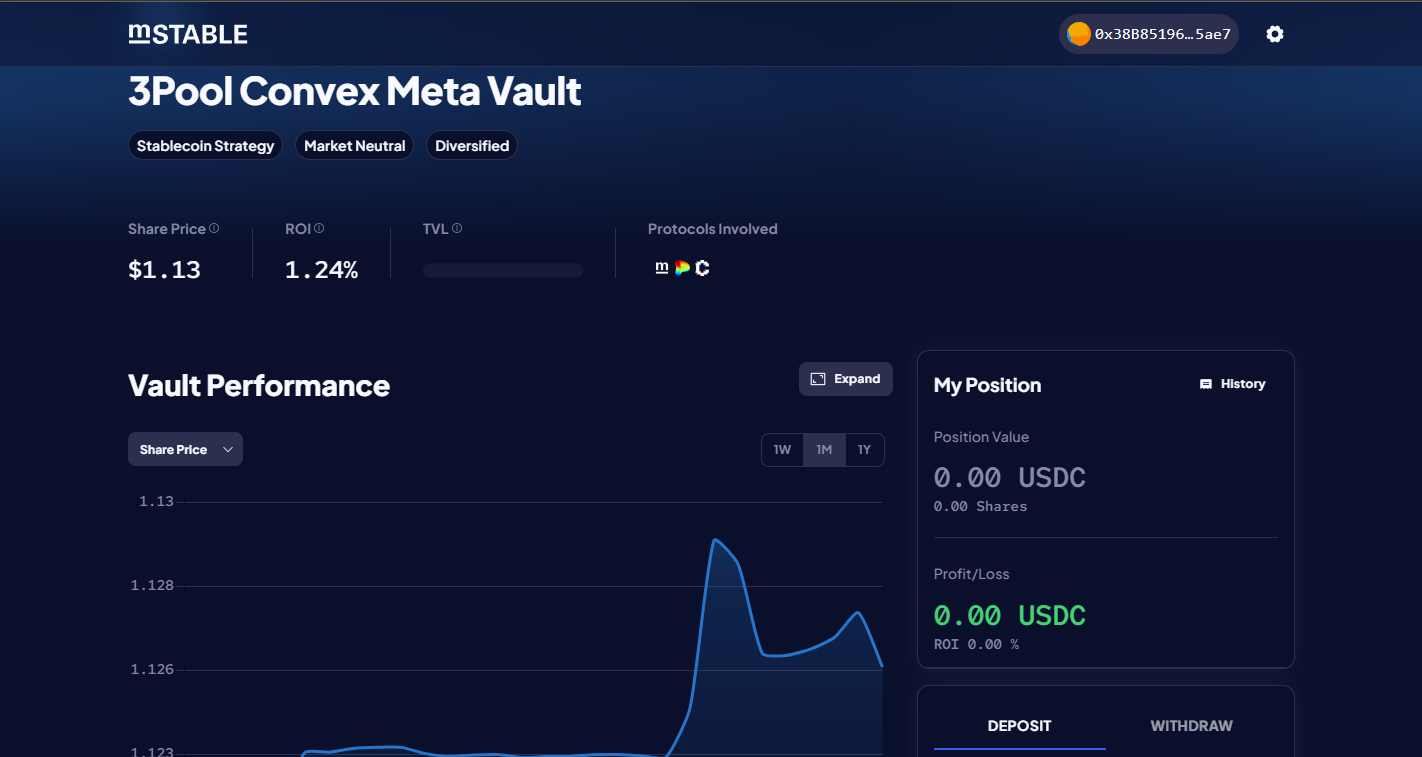 mSTABLE
0x38B85196…5ae7
3Pool Convex Meta Vault
Stablecoin Strategy
Market Neutral
Diversified
Share Price
ROI
TVL
Protocols Involved
$1.13
1.24%
m
Vault Performance
Expand
Share Price
1W
1M
1Y
1.13
1.128
1.126
1.123
My Position
History
Position Value
0.00 USDC
0.00 Shares
Profit/Loss
0.00 USDC
ROI 0.00 %
DEPOSIT
WITHDRAW